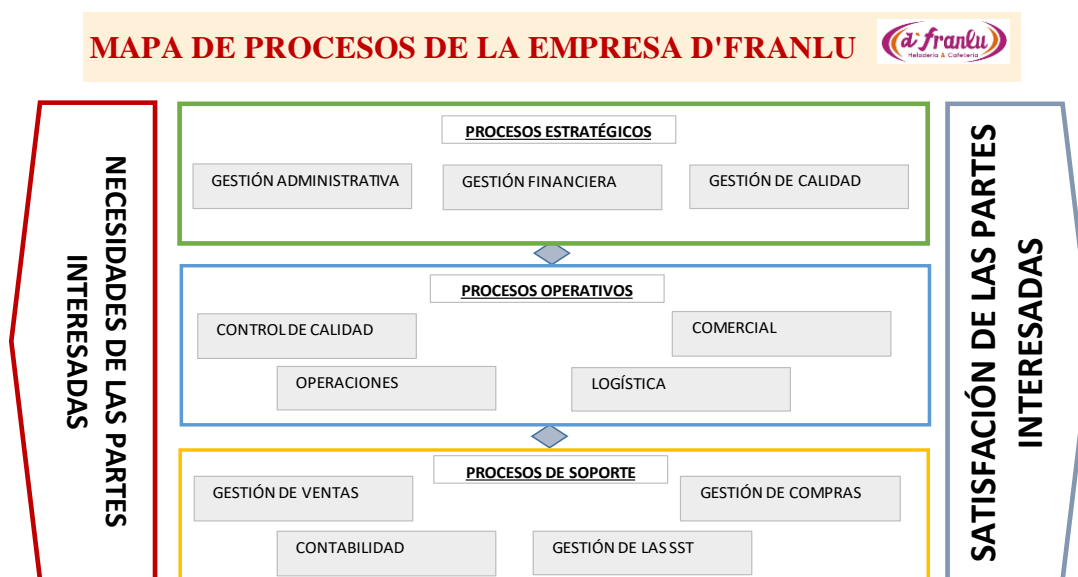 MAPA DE PROCESOS DE LA EMPRESA D'FRANLU
d'franlu
Heladería & Cafetería
NECESIDADES DE LAS PARTES
INTERESADAS
PROCESOS ESTRATÉGICOS
GESTIÓN ADMINISTRATIVA
GESTIÓN FINANCIERA
GESTIÓN DE CALIDAD
PROCESOS OPERATIVOS
CONTROL DE CALIDAD
COMERCIAL
OPERACIONES
LOGÍSTICA
PROCESOS DE SOPORTE
GESTIÓN DE VENTAS
GESTIÓN DE COMPRAS
CONTABILIDAD
GESTIÓN DE LAS SST
SATISFACIÓN DE LAS PARTES
INTERESADAS